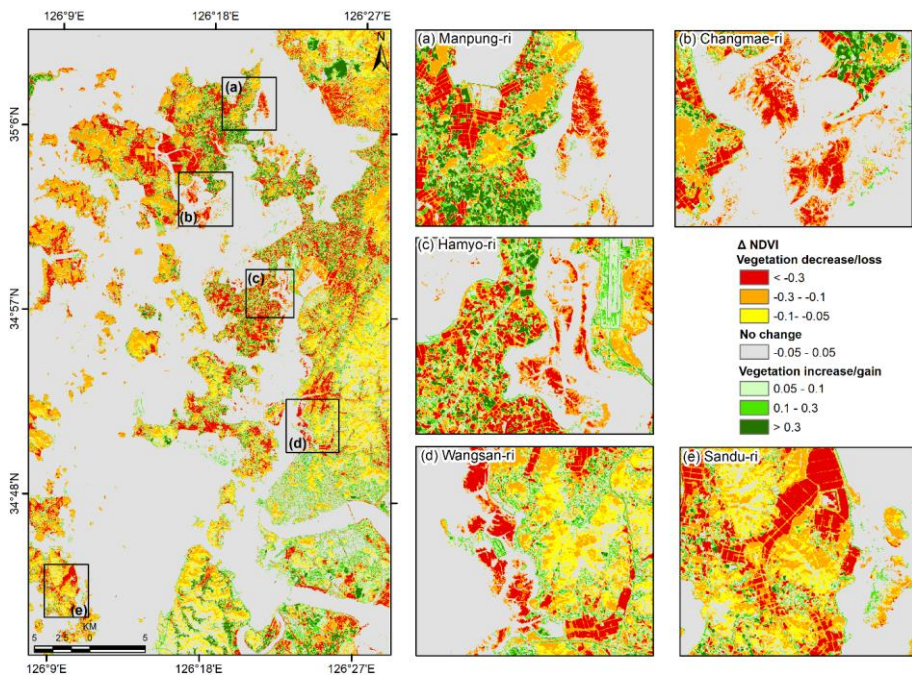 126°9'E
126°18'E
126°27'E
N
35°6'N
34°57'N
34°48'N
(a)
(b)
(c)
(d)
(e)
KM
5 2.5 0 5
126°9'E
126°18'E
126°27'E
(a) Manpung-ri
(b) Changmae-ri
(c) Hamyo-ri
Δ NDVI
Vegetation decrease/loss
< -0.3
-0.3 - -0.1
-0.1 - -0.05
No change
-0.05 - 0.05
Vegetation increase/gain
0.05 - 0.1
0.1 - 0.3
> 0.3
(d) Wangsan-ri
(e) Sandu-ri